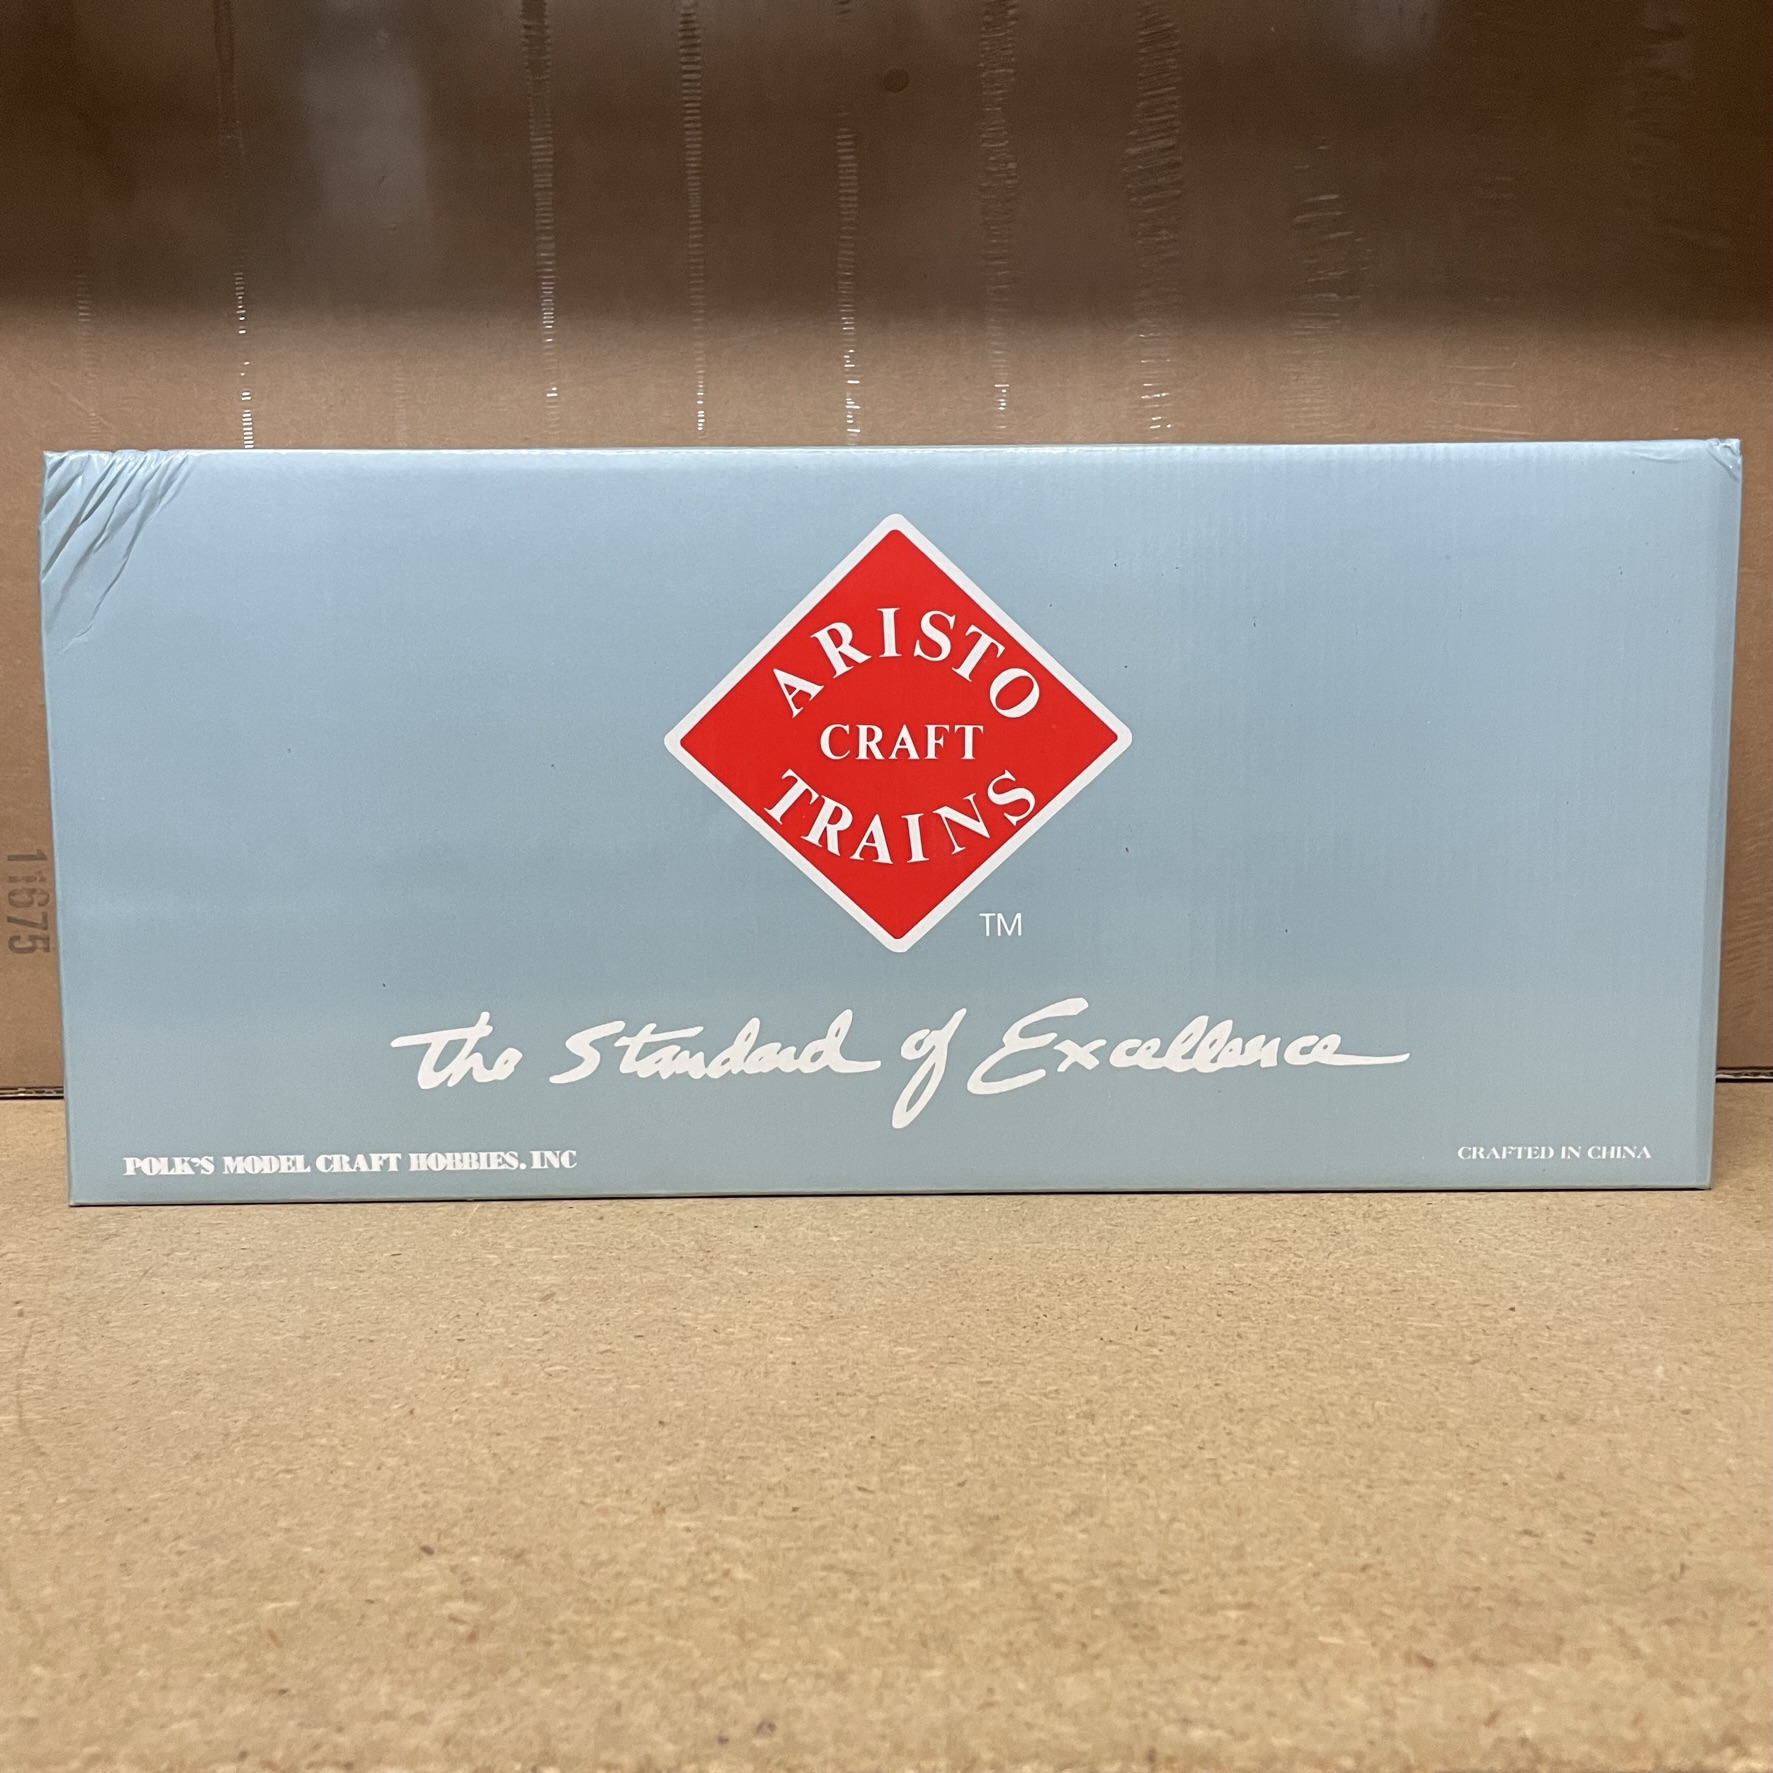 ARISTO
CRAFT
TRAINS
TM
The Standard of Excellence
POLK'S MODEL CRAFT HOBBIES, INC
CRAFTED IN CHINA
11675